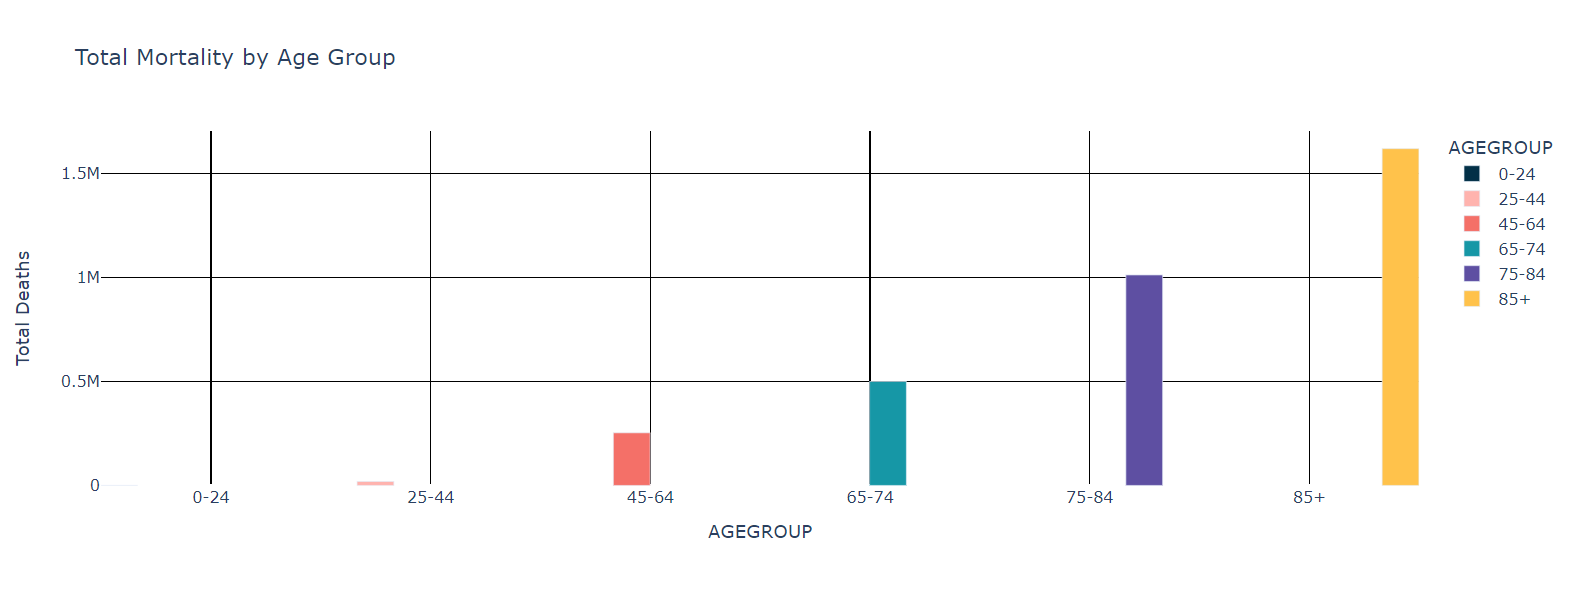 Total Mortality by Age Group
Total Deaths
1.5M
1M
0.5M
0
0-24
25-44
45-64
65-74
75-84
85+
AGEGROUP
AGEGROUP
0-24
25-44
45-64
65-74
75-84
85+